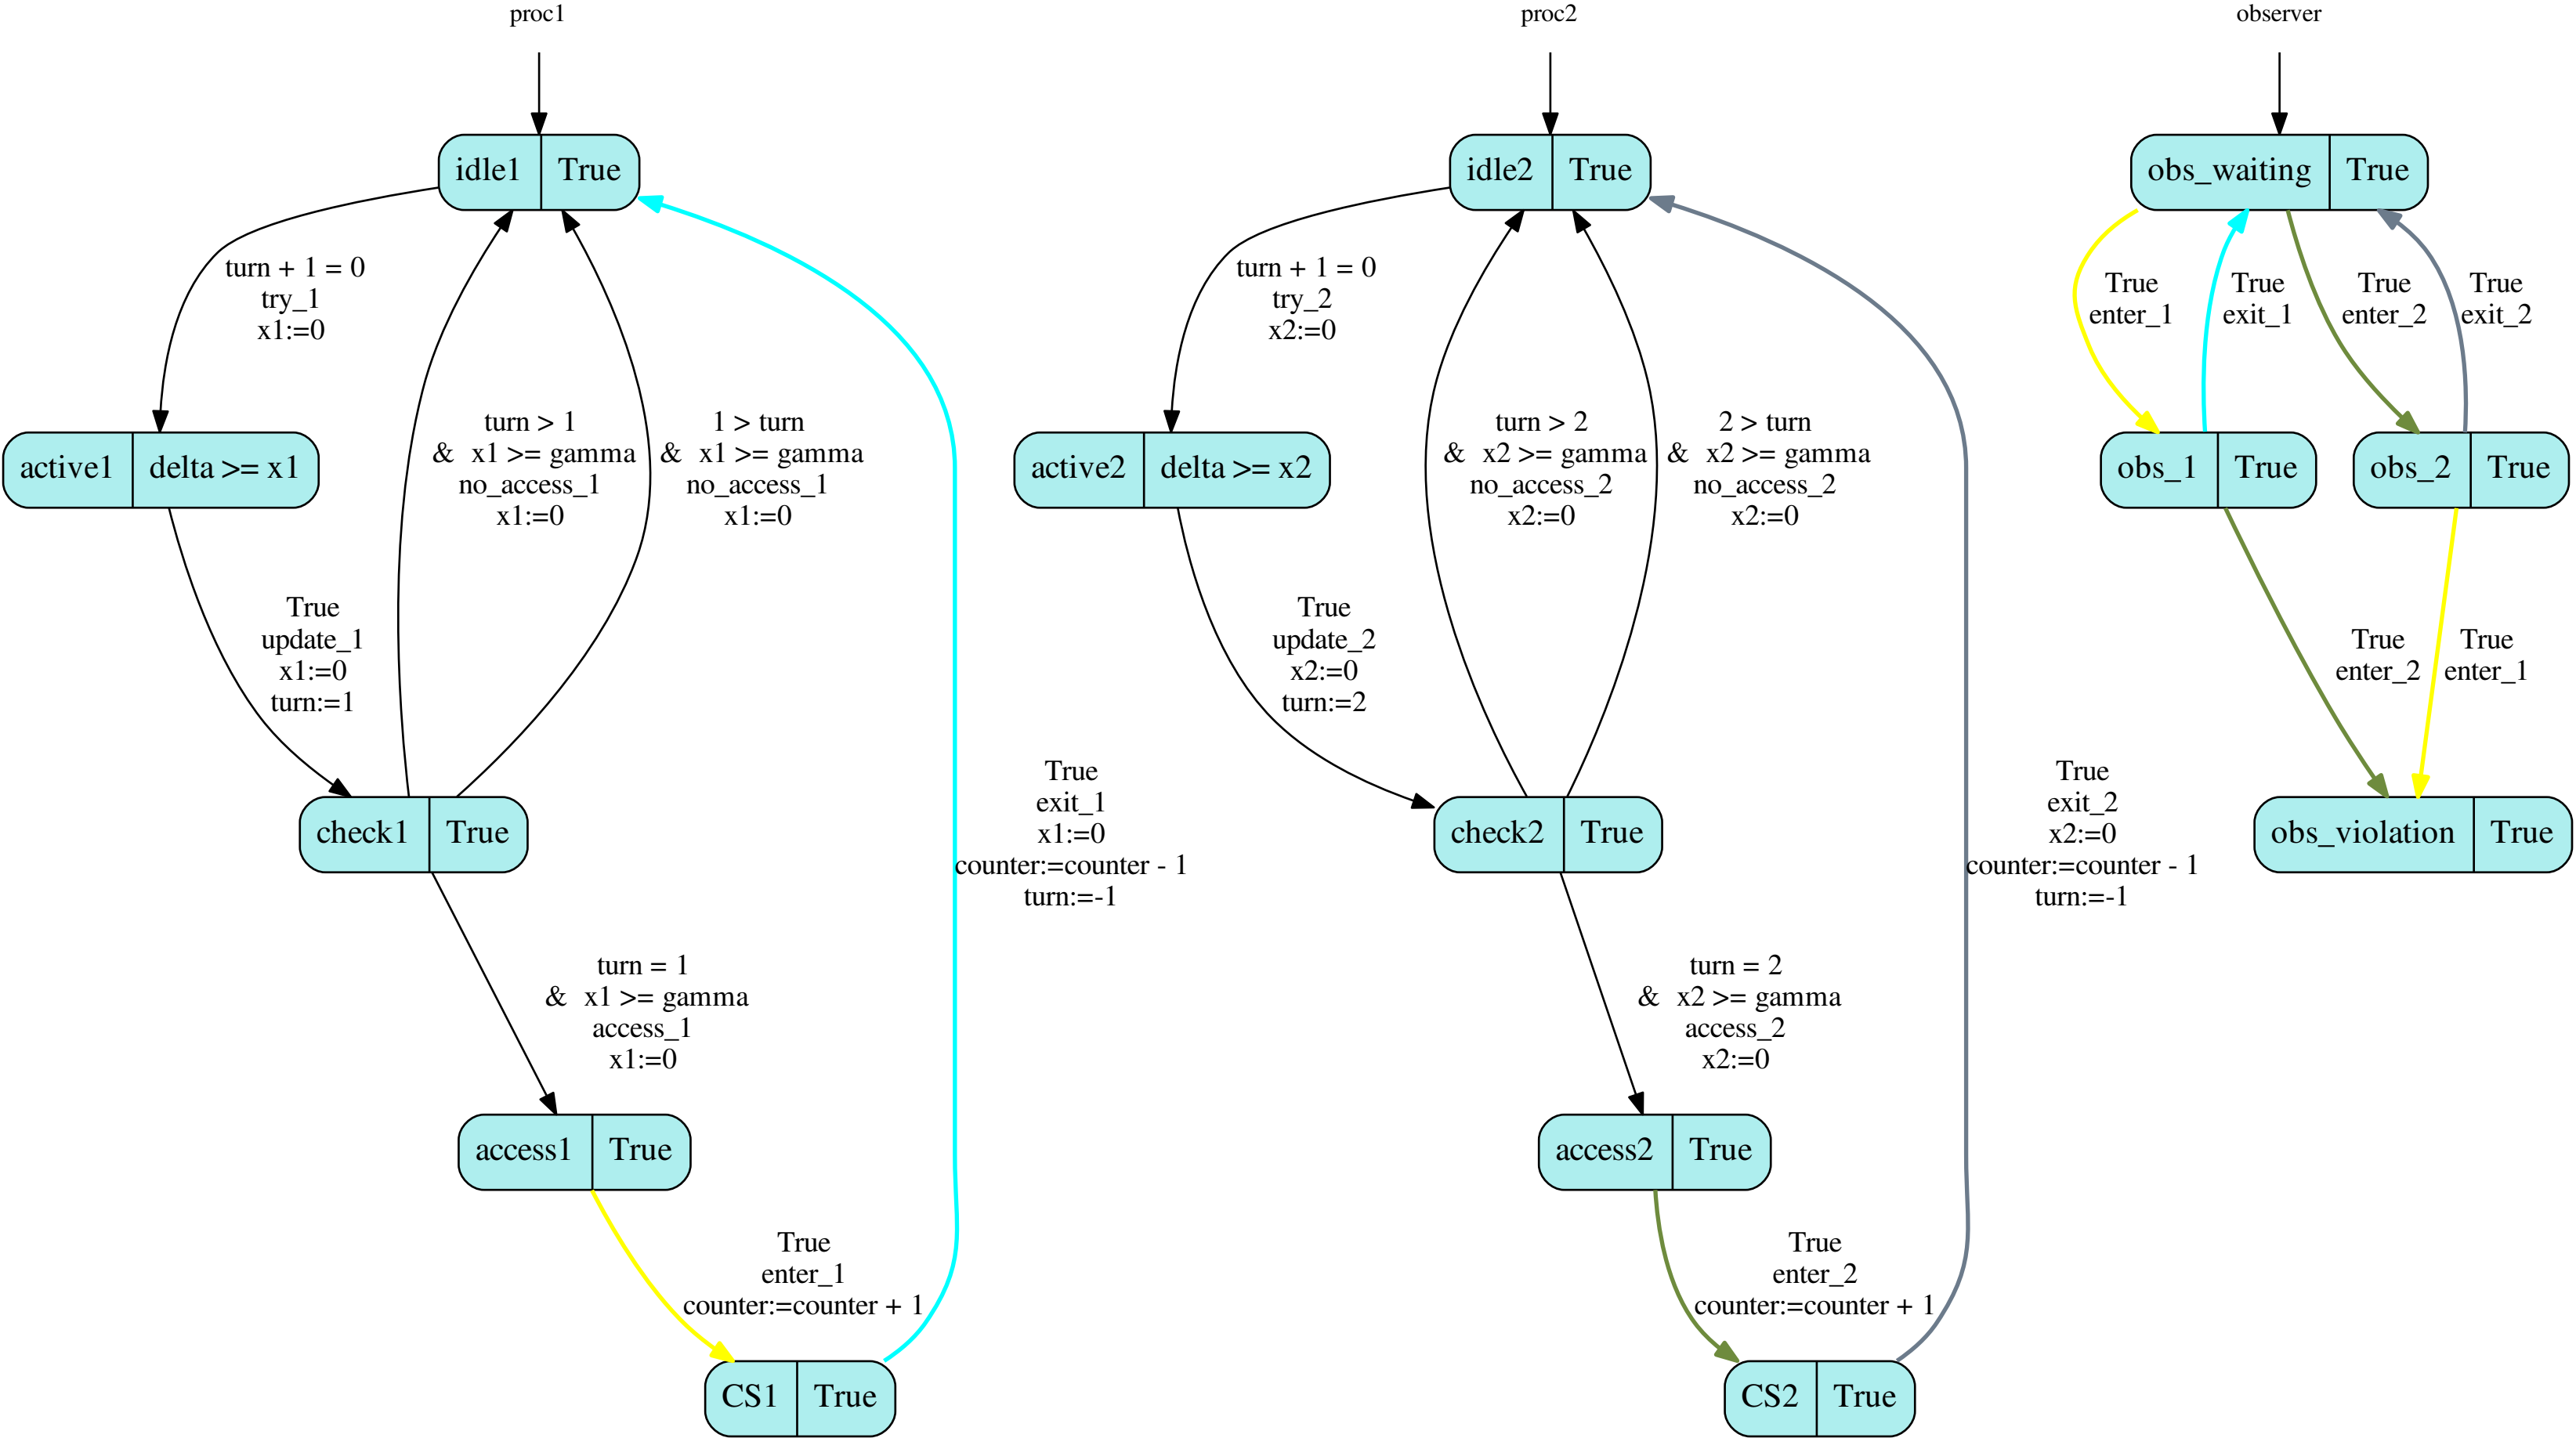 proc1
idle1 True
turn + 1 = 0
try_1
x1:=0
active1 delta >= x1
turn > 1
& x1 >= gamma
no_access_1
x1:=0
1 > turn
& x1 >= gamma
no_access_1
x1:=0
True
update_1
x1:=0
turn:=1
check1 True
True
exit_1
x1:=0
counter:=counter - 1
turn:=-1
turn = 1
& x1 >= gamma
access_1
x1:=0
access1 True
True
enter_1
counter:=counter + 1
CS1 True
proc2
idle2 True
turn + 1 = 0
try_2
x2:=0
active2 delta >= x2
turn > 2
& x2 >= gamma
no_access_2
x2:=0
2 > turn
& x2 >= gamma
no_access_2
x2:=0
True
update_2
x2:=0
turn:=2
check2 True
True
exit_2
x2:=0
counter:=counter - 1
turn:=-1
turn = 2
& x2 >= gamma
access_2
x2:=0
access2 True
True
enter_2
counter:=counter + 1
CS2 True
observer
obs_waiting True
True
enter_1
True
exit_1
True
enter_2
True
exit_2
obs_1 True
obs_2 True
True
enter_2
True
enter_1
obs_violation True